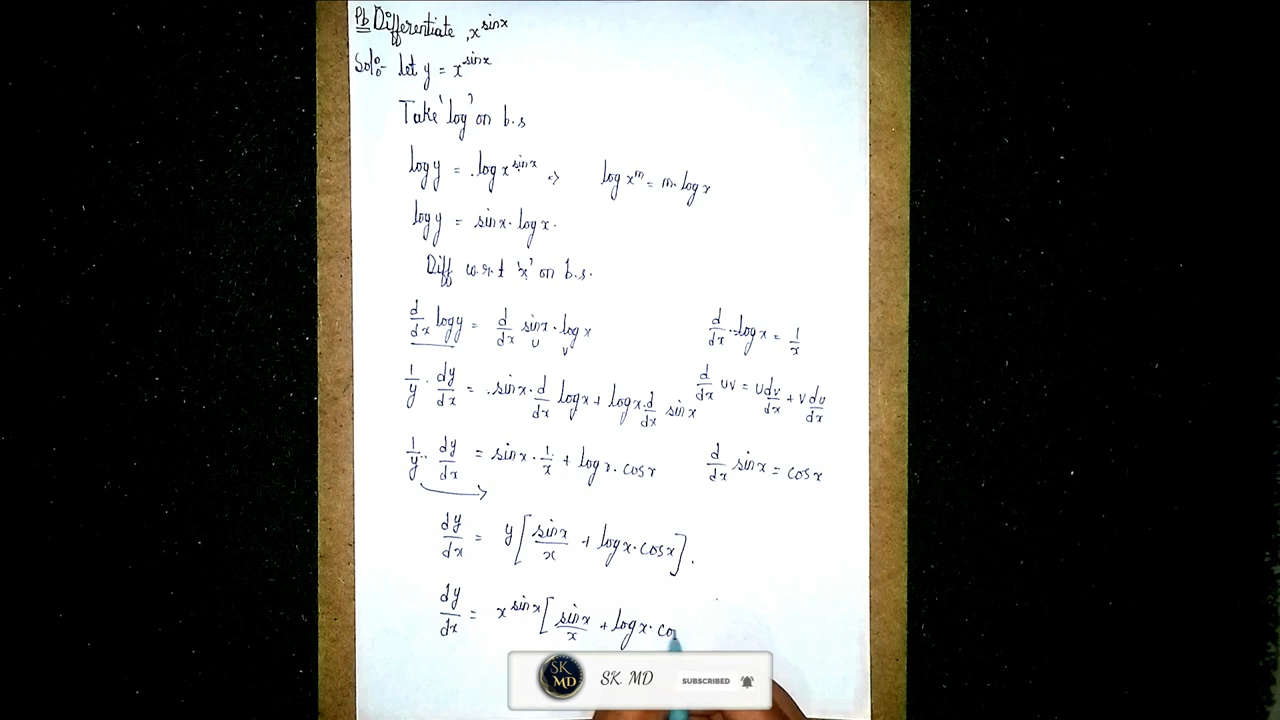 Pb Differentiate, x^sinx
Sol:- let y = x^sinx
Take 'log' on b.s
log y = . log x^sinx => log x^m = m. log x
log y = sinx. log x.
Diff w.r.t 'x' on b.s.
d/dx log y = d/dx sinx . log x d/dx . log x = 1/x
u v
1/y . dy/dx = . sinx . d/dx log x + log x . d/dx sinx d/dx uv = u dv/dx + v du/dx
1/y . dy/dx = sinx . 1/x + log x . cosx d/dx sinx = cosx
dy/dx = y [ sinx/x + log x . cosx ] .
dy/dx = x^sinx [ sinx/x + log x . co
SK MD
SK. MD
SUBSCRIBED